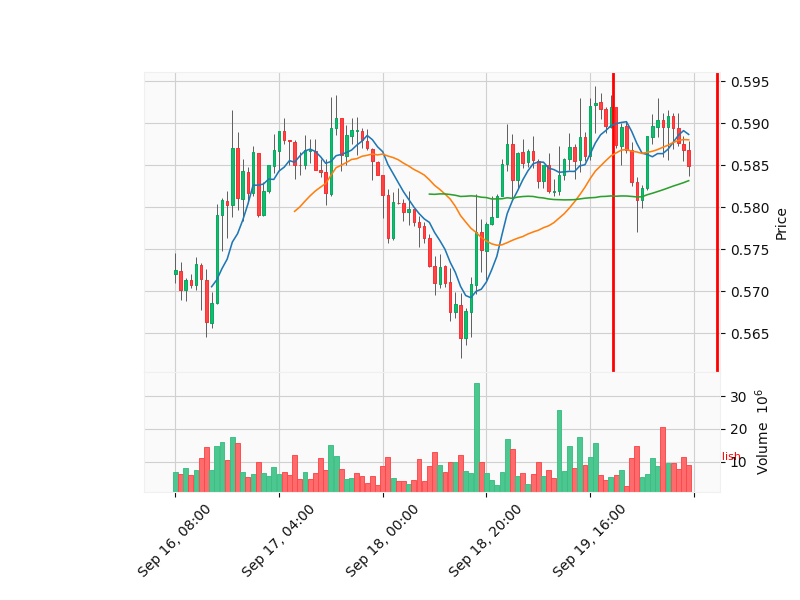 0.595
0.590
0.585
0.580
0.575
0.570
0.565
Price
30
20
10
Volume 10⁶
lish
Sep 16, 08:00
Sep 17, 04:00
Sep 18, 00:00
Sep 18, 20:00
Sep 19, 16:00